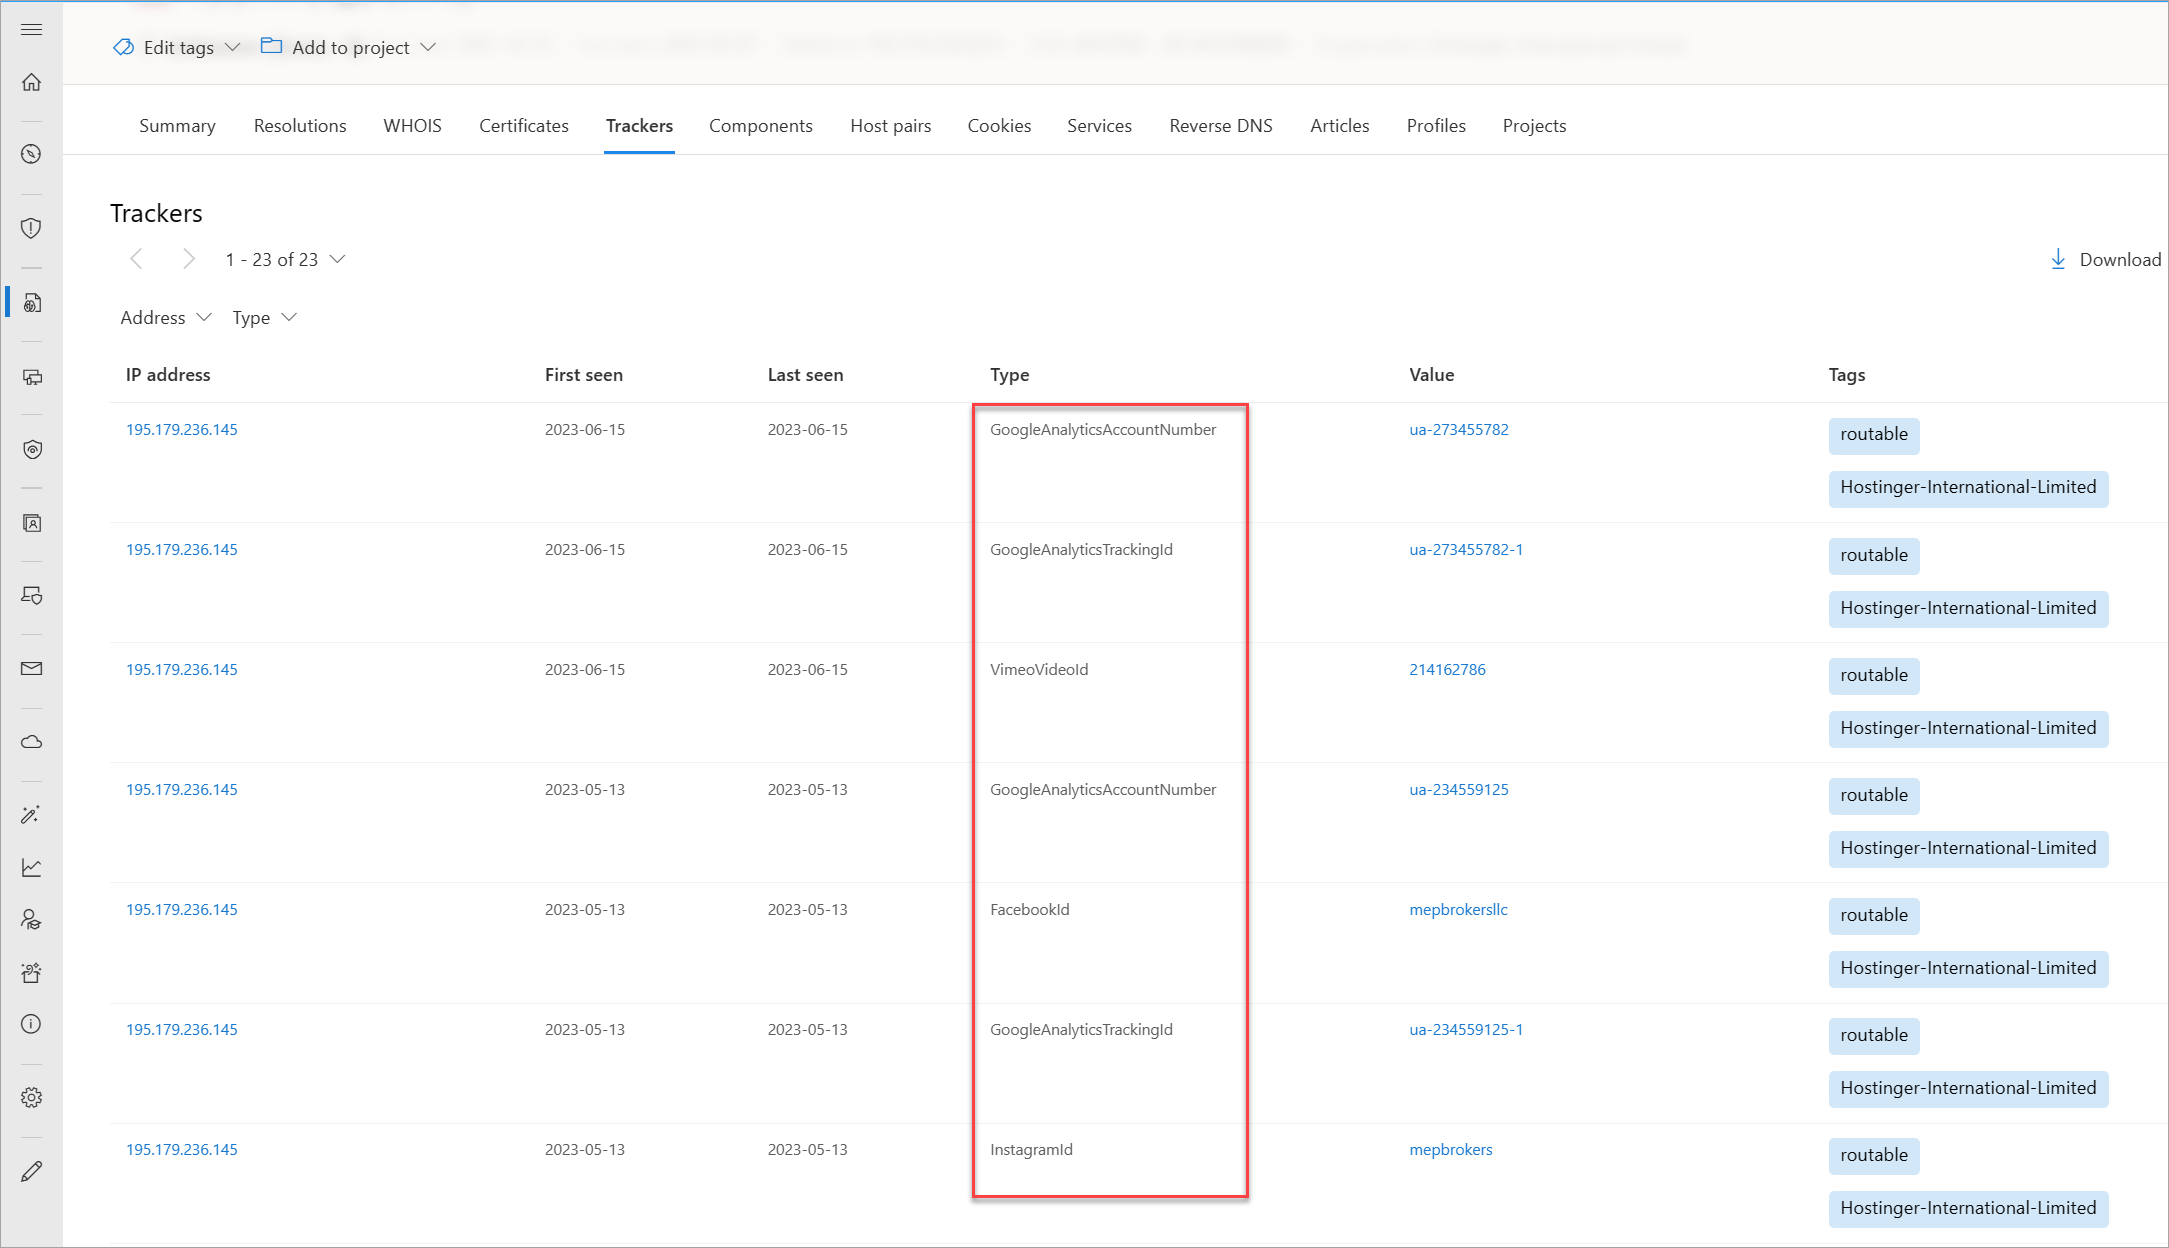 Edit tags Add to project
Summary Resolutions WHOIS Certificates Trackers Components Host pairs Cookies Services Reverse DNS Articles Profiles Projects
Trackers
1 - 23 of 23 Download
Address Type
IP address First seen Last seen Type Value Tags
195.179.236.145 2023-06-15 2023-06-15 GoogleAnalyticsAccountNumber ua-273455782 routable
Hostinger-International-Limited
195.179.236.145 2023-06-15 2023-06-15 GoogleAnalyticsTrackingId ua-273455782-1 routable
Hostinger-International-Limited
195.179.236.145 2023-06-15 2023-06-15 VimeoVideoId 214162786 routable
Hostinger-International-Limited
195.179.236.145 2023-05-13 2023-05-13 GoogleAnalyticsAccountNumber ua-234559125 routable
Hostinger-International-Limited
195.179.236.145 2023-05-13 2023-05-13 FacebookId mepbrokersllc routable
Hostinger-International-Limited
195.179.236.145 2023-05-13 2023-05-13 GoogleAnalyticsTrackingId ua-234559125-1 routable
Hostinger-International-Limited
195.179.236.145 2023-05-13 2023-05-13 InstagramId mepbrokers routable
Hostinger-International-Limited